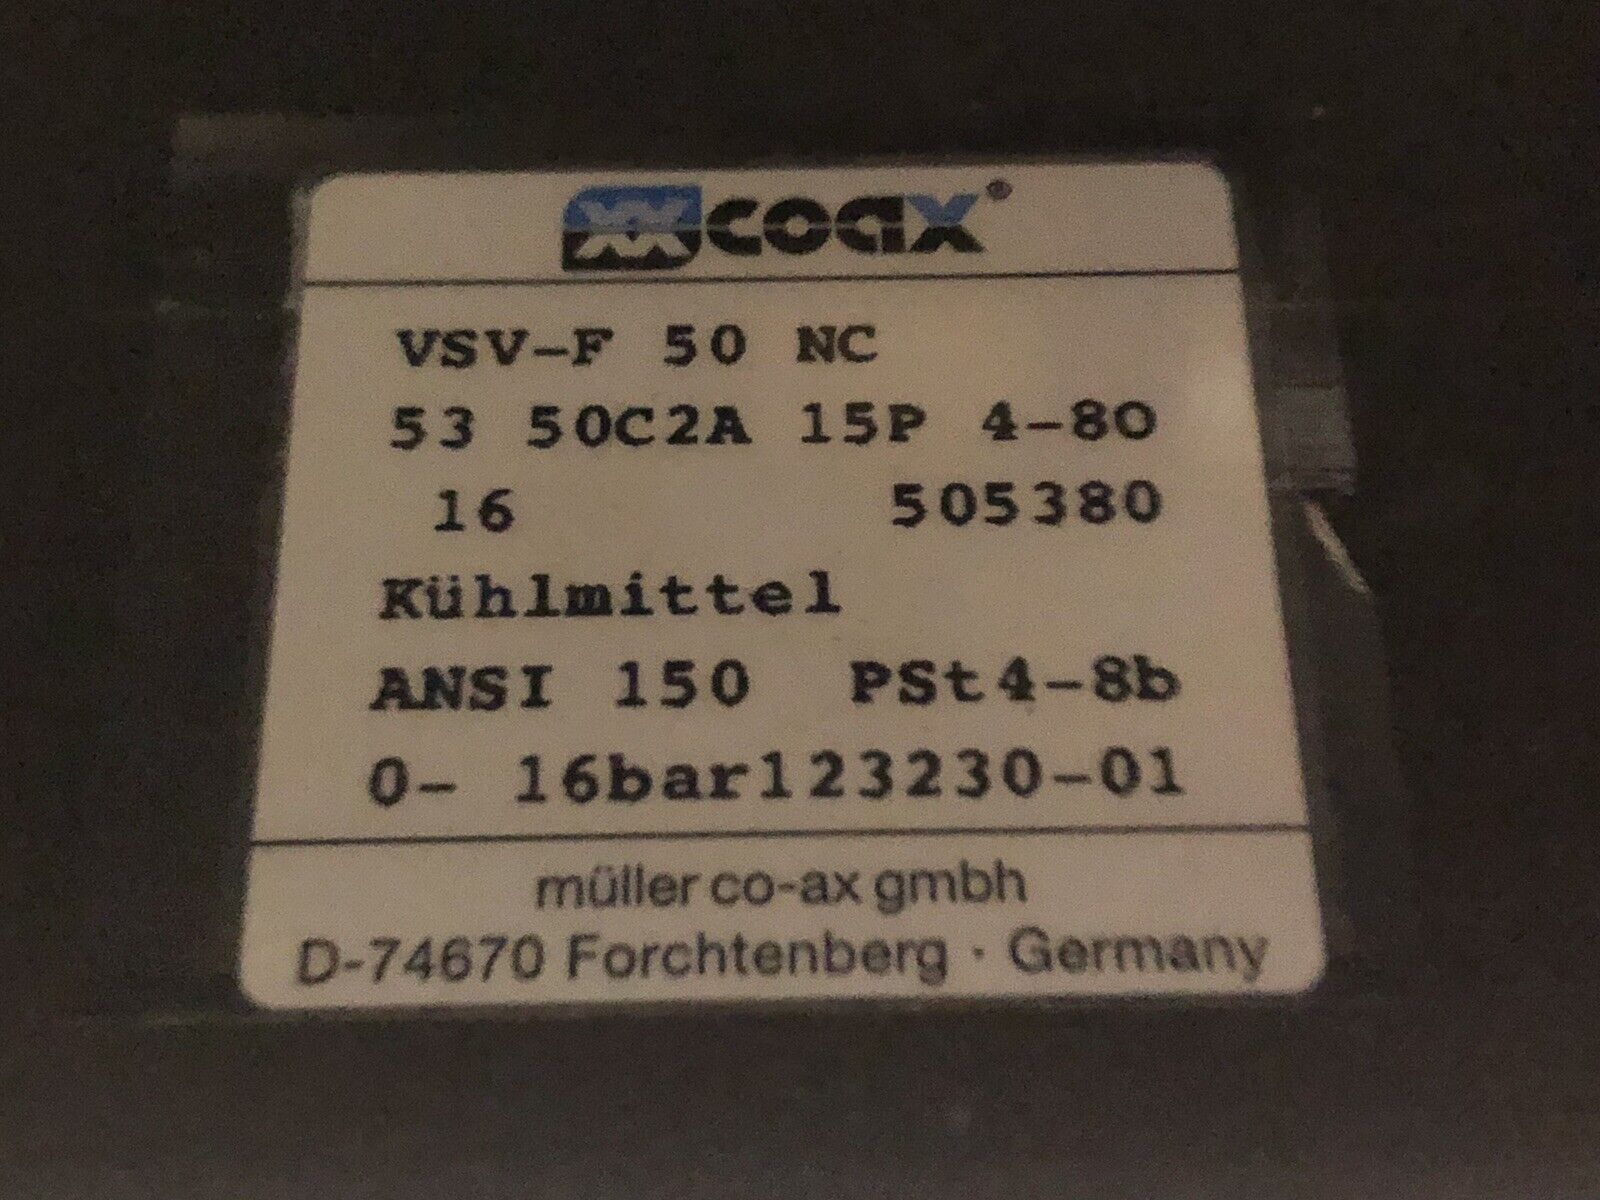 coax®
VSV-F 50 NC
53 50C2A 15P 4-80
16 505380
Kühlmittel
ANSI 150 PSt4-8b
0- 16bar123230-01
müller co-ax gmbh
D-74670 Forchtenberg · Germany